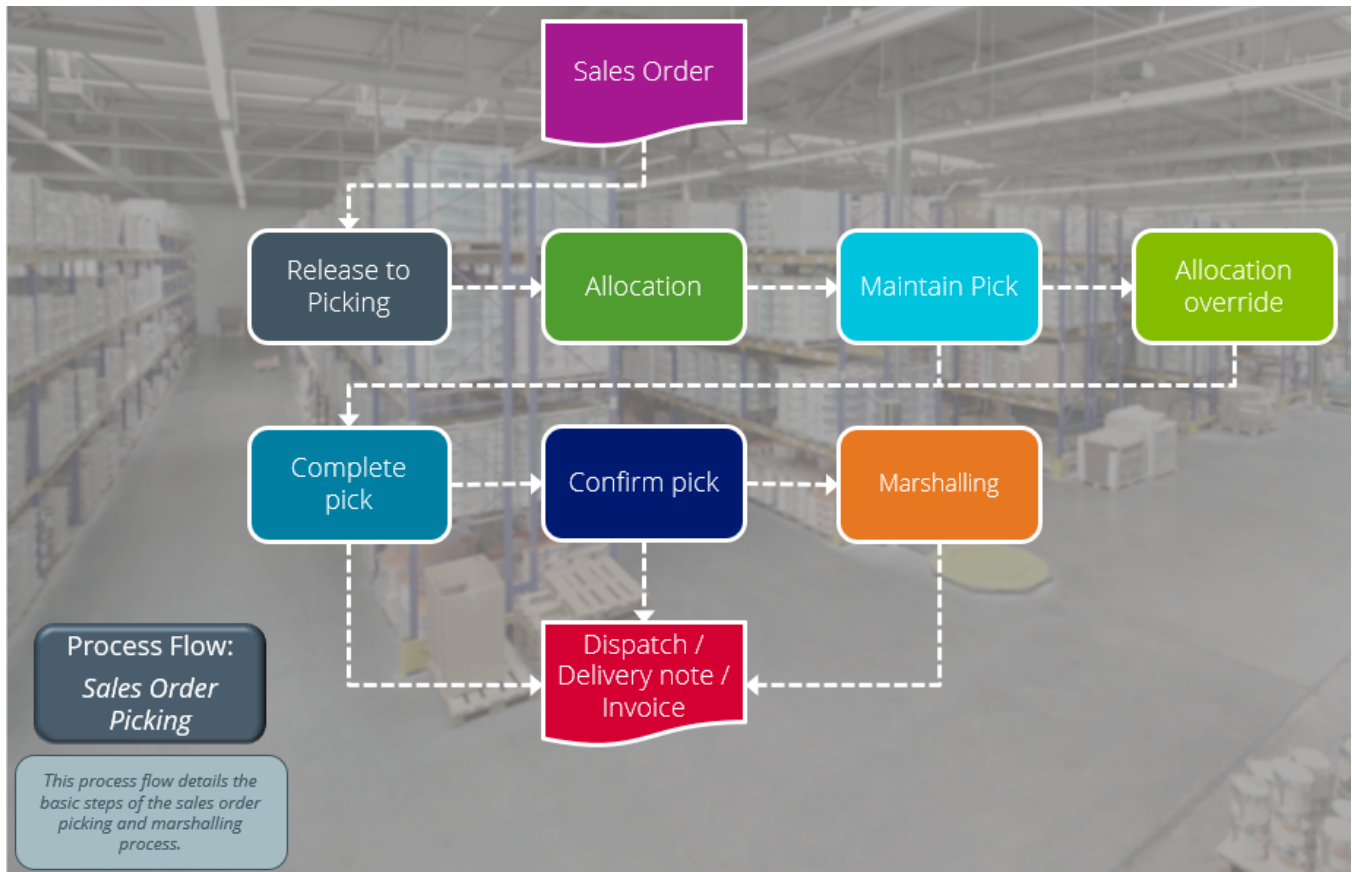 Sales Order
Release to
Picking
Allocation
Maintain Pick
Allocation
override
Complete
pick
Confirm pick
Marshalling
Dispatch /
Delivery note /
Invoice
Process Flow:
Sales Order
Picking
This process flow details the
basic steps of the sales order
picking and marshalling
process.